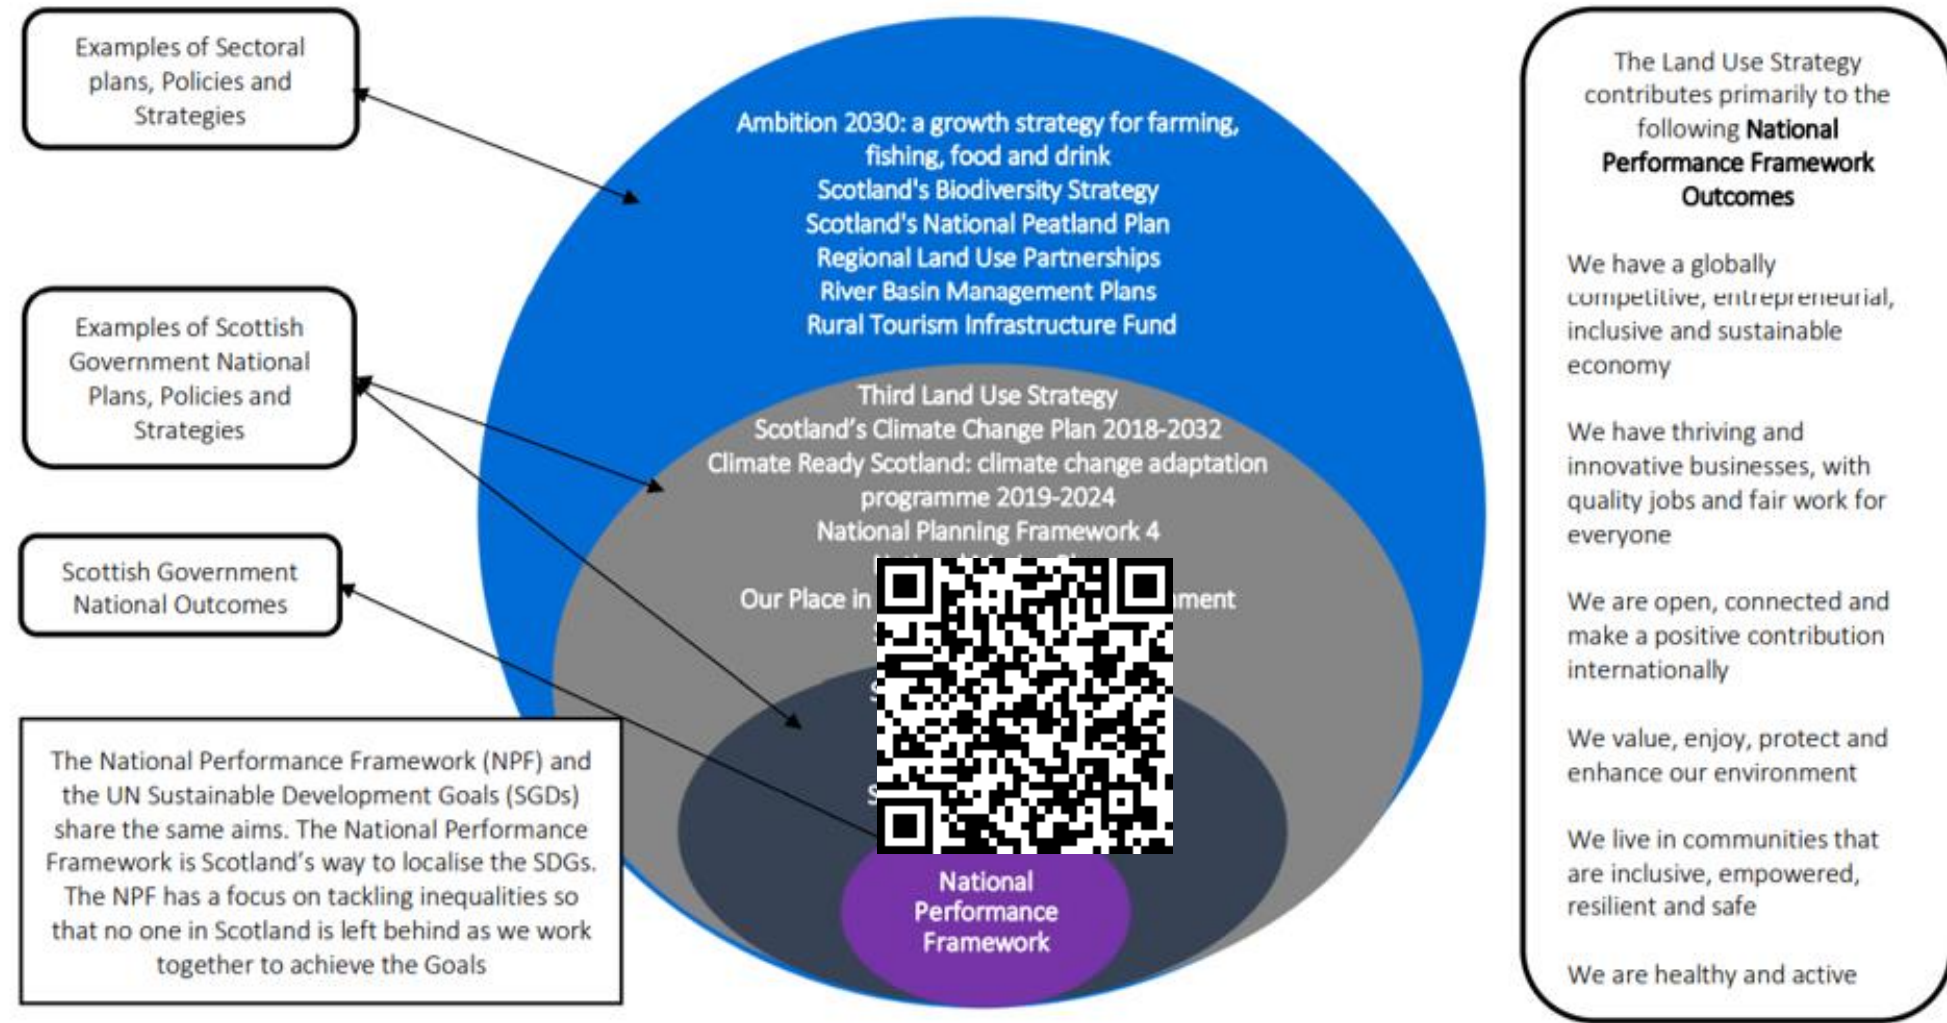 Examples of Sectoral
plans, Policies and
Strategies
Examples of Scottish
Government National
Plans, Policies and
Strategies
Scottish Government
National Outcomes
The National Performance Framework (NPF) and
the UN Sustainable Development Goals (SGDs)
share the same aims. The National Performance
Framework is Scotland's way to localise the SDGs.
The NPF has a focus on tackling inequalities so
that no one in Scotland is left behind as we work
together to achieve the Goals
Ambition 2030: a growth strategy for farming,
fishing, food and drink
Scotland's Biodiversity Strategy
Scotland's National Peatland Plan
Regional Land Use Partnerships
River Basin Management Plans
Rural Tourism Infrastructure Fund
Third Land Use Strategy
Scotland's Climate Change Plan 2018-2032
Climate Ready Scotland: climate change adaptation
programme 2019-2024
National Planning Framework 4
Our Place in
National
Performance
Framework
The Land Use Strategy
contributes primarily to the
following National
Performance Framework
Outcomes
We have a globally
competitive, entrepreneurial,
inclusive and sustainable
economy
We have thriving and
innovative businesses, with
quality jobs and fair work for
everyone
We are open, connected and
make a positive contribution
internationally
We value, enjoy, protect and
enhance our environment
We live in communities that
are inclusive, empowered,
resilient and safe
We are healthy and active